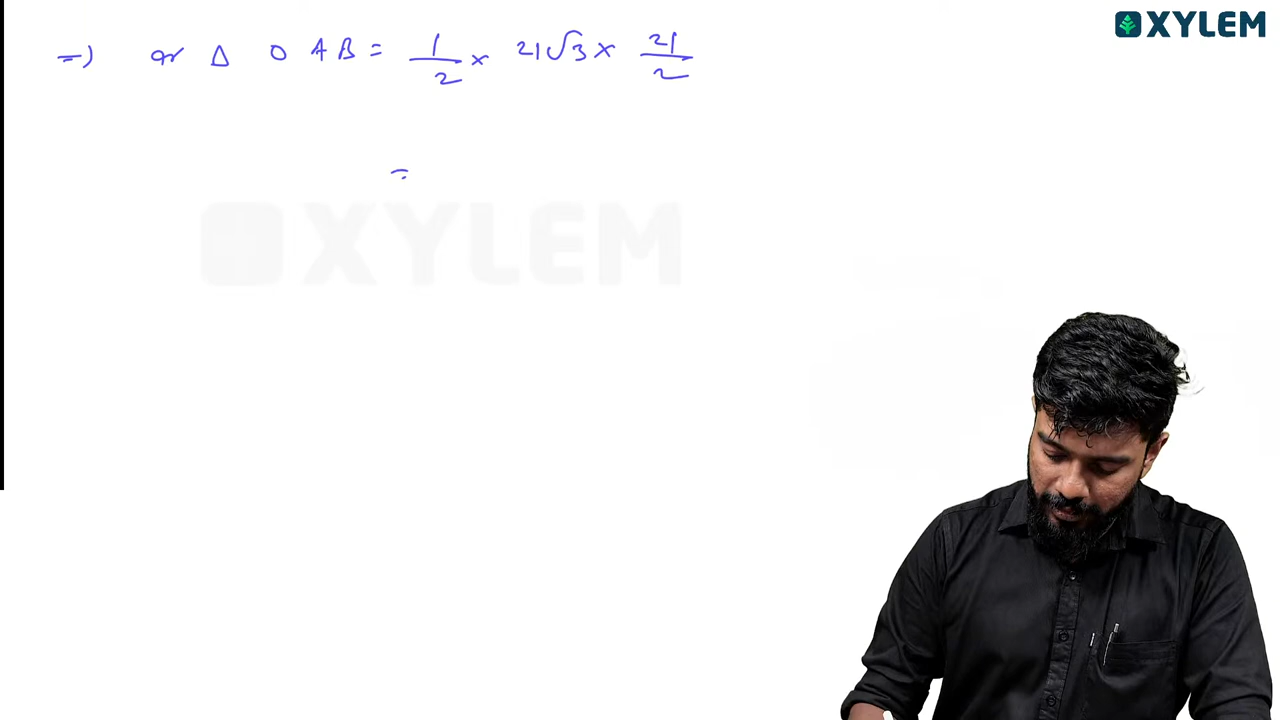 XYLEM
=) ar Δ OAB = 1/2 × 21√3 × 21/2
=
XYLEM